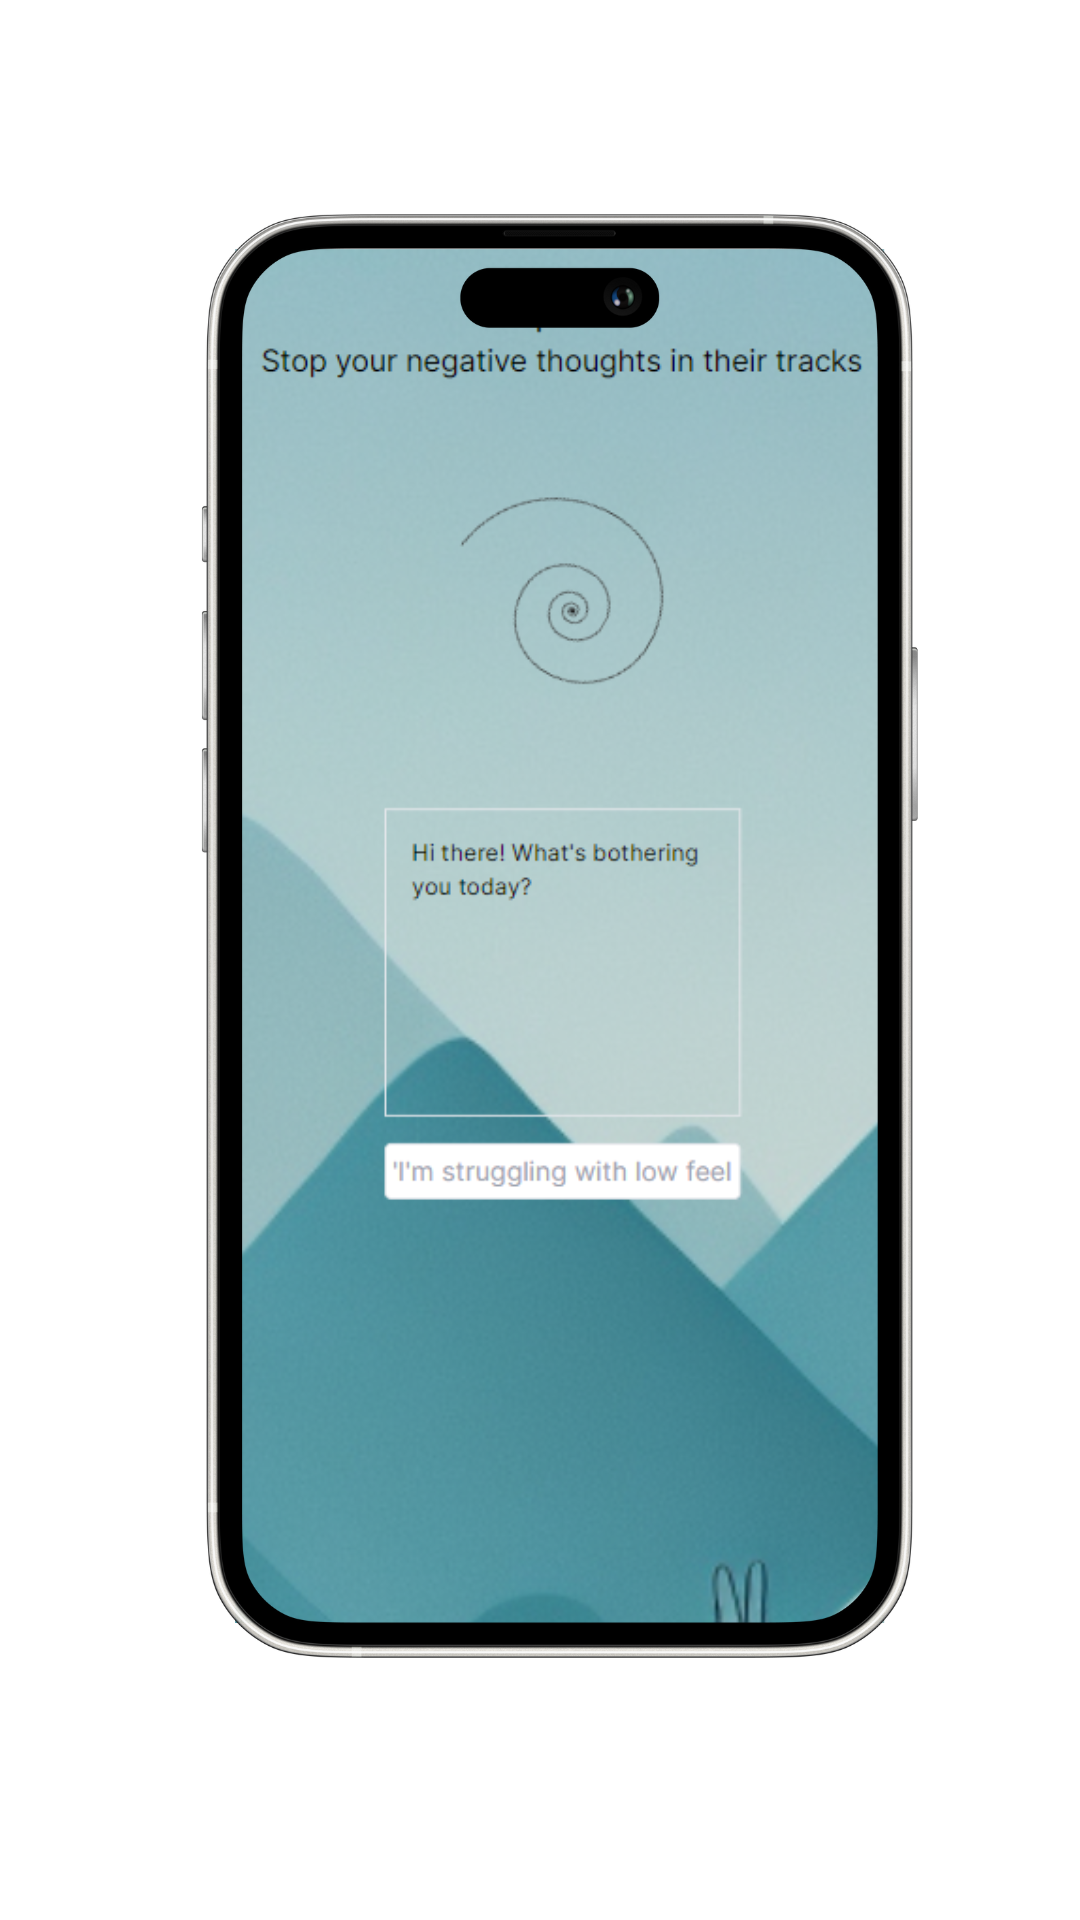 Stop your negative thoughts in their tracks
Hi there! What's bothering
you today?
'I'm struggling with low feel